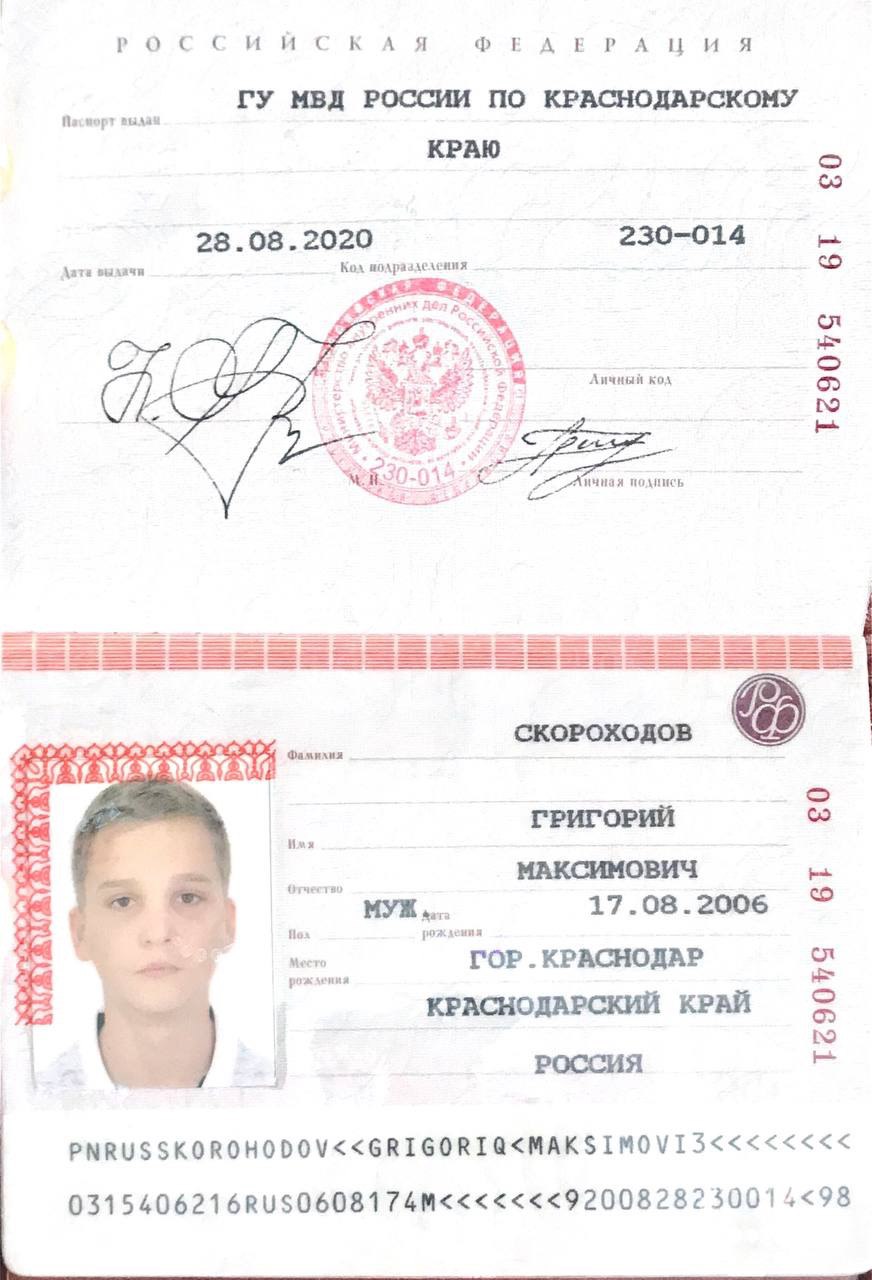 РОССИЙСКАЯ ФЕДЕРАЦИЯ
Паспорт выдан ГУ МВД РОССИИ ПО КРАСНОДАРСКОМУ
КРАЮ
Дата выдачи 28.08.2020 Код подразделения 230-014
03 19 540621
Министерство внутренних дел Российской Федерации
230-014
Личный код
М. П.
Личная подпись
РФ
Фамилия СКОРОХОДОВ
Имя ГРИГОРИЙ
Отчество МАКСИМОВИЧ
Пол МУЖ. Дата рождения 17.08.2006
Место рождения ГОР.КРАСНОДАР
КРАСНОДАРСКИЙ КРАЙ
РОССИЯ
03 19 540621
PNRUSSKOROHODOV<<GRIGORIQ<MAKSIMOVI3<<<<<<<<
0315406216RUS0608174M<<<<<<<9200828230014<98